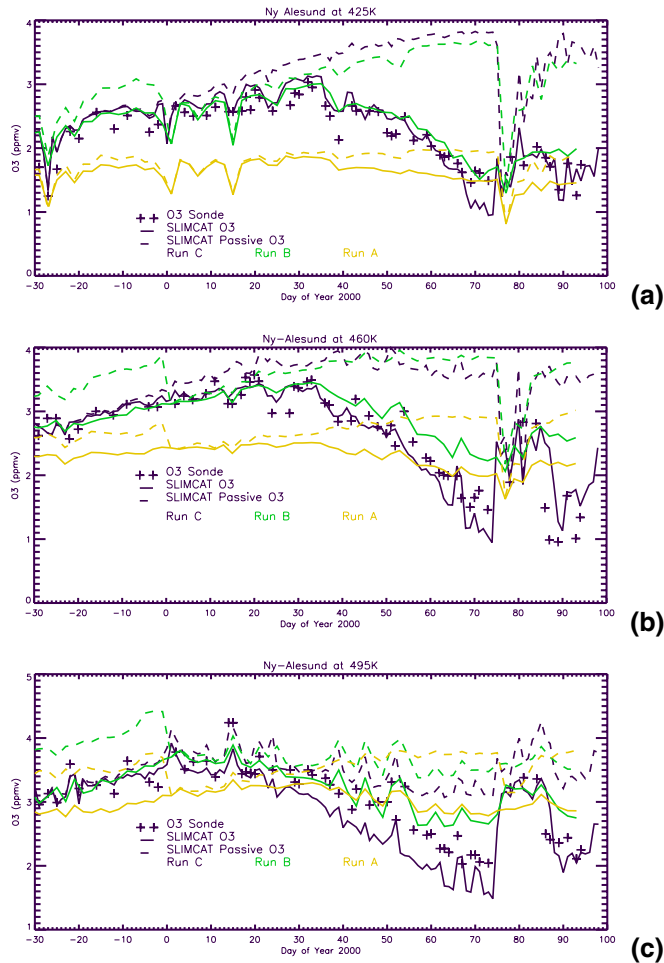 Ny Alesund at 425K
4
3
2
1
0
O3 (ppmv)
++ O3 Sonde
SLIMCAT O3
SLIMCAT Passive O3
Run C Run B Run A
-30 -20 -10 0 10 20 30 40 50 60 70 80 90 100
Day of Year 2000
(a)
Ny-Alesund at 460K
4
3
2
1
0
O3 (ppmv)
++ O3 Sonde
SLIMCAT O3
SLIMCAT Passive O3
Run C Run B Run A
-30 -20 -10 0 10 20 30 40 50 60 70 80 90 100
Day of Year 2000
(b)
Ny-Alesund at 495K
5
4
3
2
1
O3 (ppmv)
++ O3 Sonde
SLIMCAT O3
SLIMCAT Passive O3
Run C Run B Run A
-30 -20 -10 0 10 20 30 40 50 60 70 80 90 100
Day of Year 2000
(c)